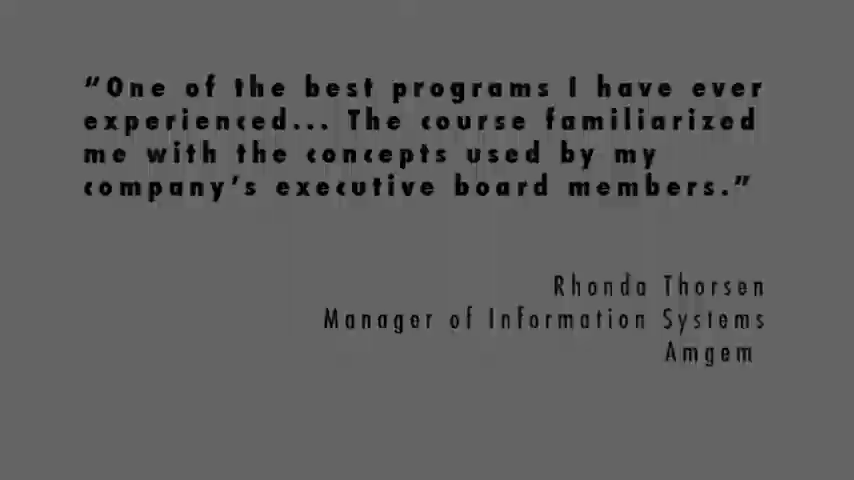 “One of the best programs I have ever
experienced... The course familiarized
me with the concepts used by my
company’s executive board members.”
Rhonda Thorsen
Manager of Information Systems
Amgem